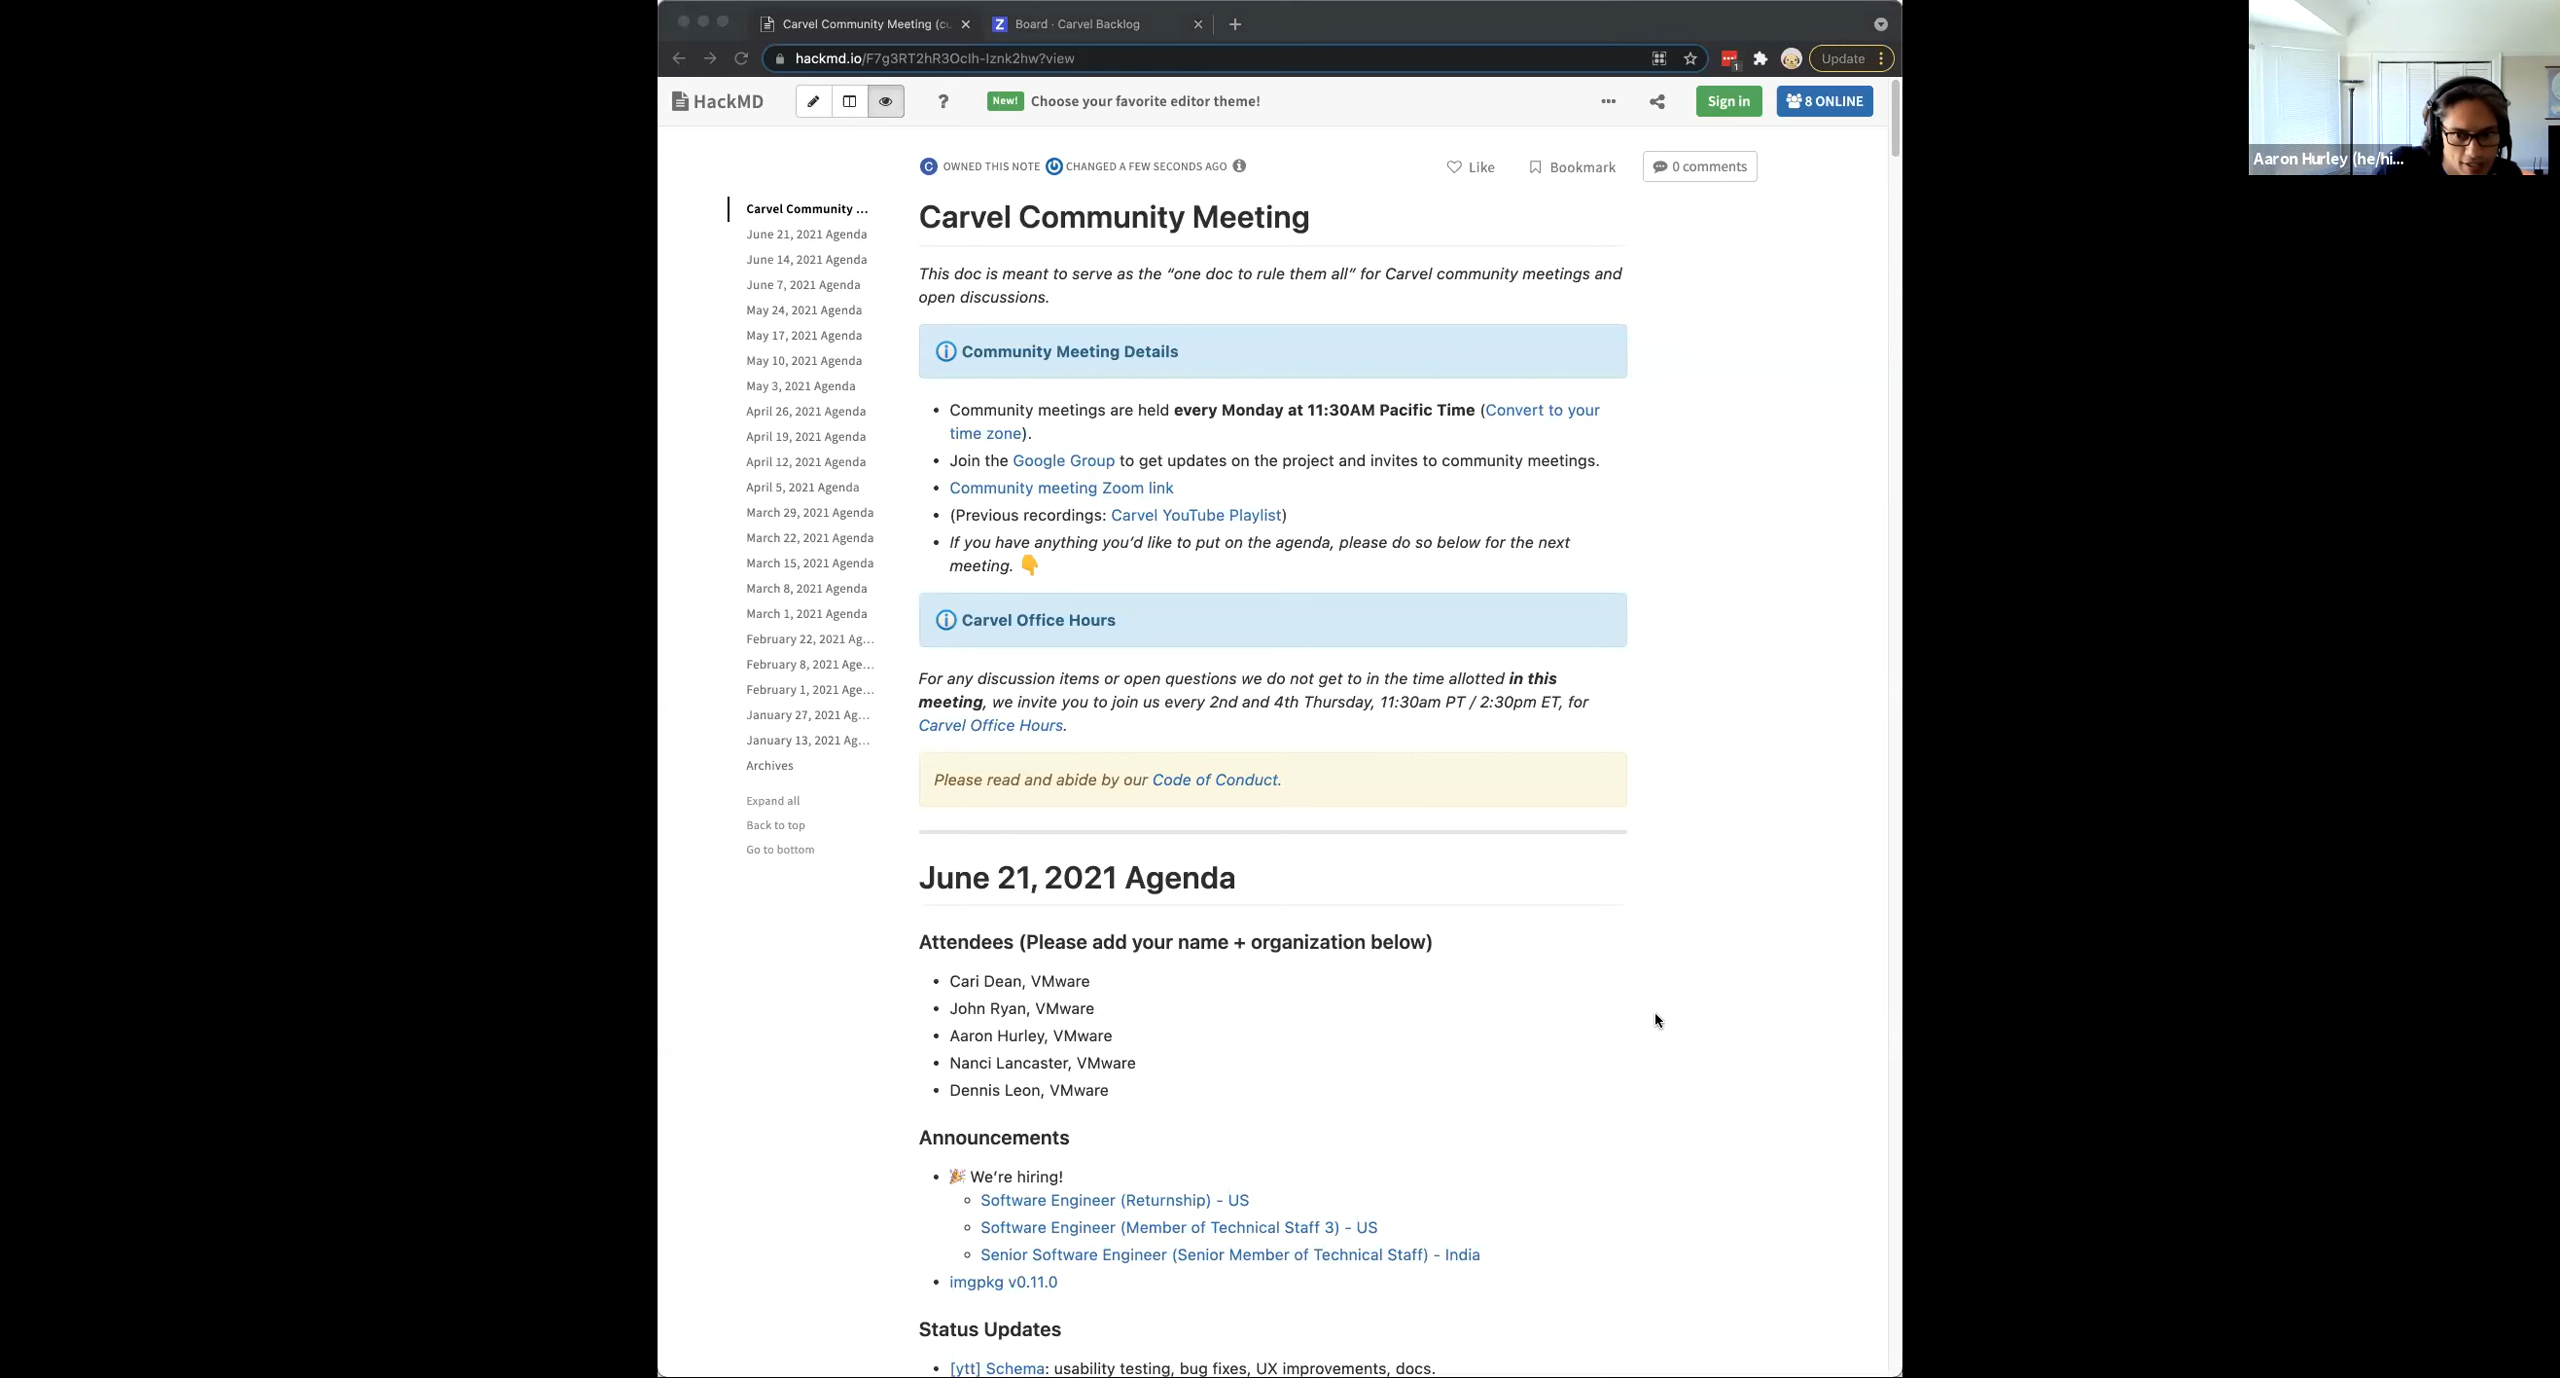 Carvel Community Meeting (cu
Board · Carvel Backlog
hackmd.io/F7g3RT2hR3OcIh-Iznk2hw?view
1
Update
HackMD
?
New! Choose your favorite editor theme!
Sign in
8 ONLINE
C OWNED THIS NOTE CHANGED A FEW SECONDS AGO
Like
Bookmark
0 comments
Aaron Hurley (he/hi...
Carvel Community ...
June 21, 2021 Agenda
June 14, 2021 Agenda
June 7, 2021 Agenda
May 24, 2021 Agenda
May 17, 2021 Agenda
May 10, 2021 Agenda
May 3, 2021 Agenda
April 26, 2021 Agenda
April 19, 2021 Agenda
April 12, 2021 Agenda
April 5, 2021 Agenda
March 29, 2021 Agenda
March 22, 2021 Agenda
March 15, 2021 Agenda
March 8, 2021 Agenda
March 1, 2021 Agenda
February 22, 2021 Ag...
February 8, 2021 Age...
February 1, 2021 Age...
January 27, 2021 Ag...
January 13, 2021 Ag...
Archives
Expand all
Back to top
Go to bottom
Carvel Community Meeting
This doc is meant to serve as the “one doc to rule them all” for Carvel community meetings and
open discussions.
Community Meeting Details
• Community meetings are held every Monday at 11:30AM Pacific Time (Convert to your
time zone).
• Join the Google Group to get updates on the project and invites to community meetings.
• Community meeting Zoom link
• (Previous recordings: Carvel YouTube Playlist)
• If you have anything you’d like to put on the agenda, please do so below for the next
meeting. 👇
Carvel Office Hours
For any discussion items or open questions we do not get to in the time allotted in this
meeting, we invite you to join us every 2nd and 4th Thursday, 11:30am PT / 2:30pm ET, for
Carvel Office Hours.
Please read and abide by our Code of Conduct.
June 21, 2021 Agenda
Attendees (Please add your name + organization below)
• Cari Dean, VMware
• John Ryan, VMware
• Aaron Hurley, VMware
• Nanci Lancaster, VMware
• Dennis Leon, VMware
Announcements
• 🎉 We’re hiring!
◦ Software Engineer (Returnship) - US
◦ Software Engineer (Member of Technical Staff 3) - US
◦ Senior Software Engineer (Senior Member of Technical Staff) - India
• imgpkg v0.11.0
Status Updates
• [ytt] Schema: usability testing, bug fixes, UX improvements, docs.